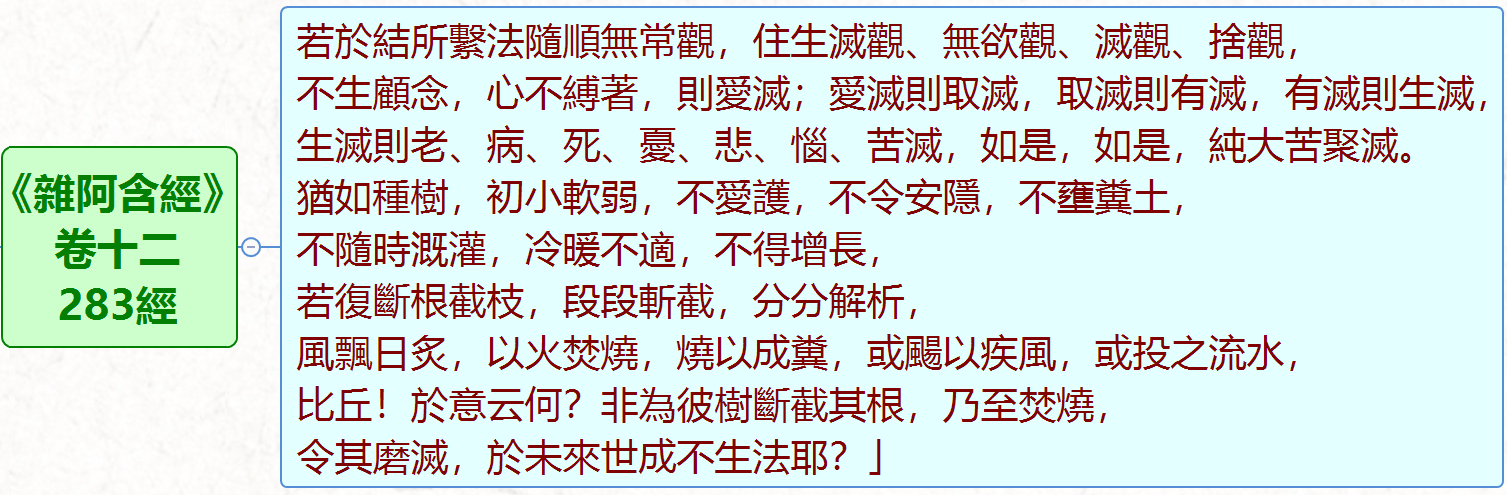 《雜阿含經》
卷十二
283經
若於結所繫法隨順無常觀，住生滅觀、無欲觀、滅觀、捨觀，
不生顧念，心不縛著，則愛滅；愛滅則取滅，取滅則有滅，有滅則生滅，
生滅則老、病、死、憂、悲、惱、苦滅，如是，如是，純大苦聚滅。
猶如種樹，初小軟弱，不愛護，不令安隱，不壅糞土，
不隨時溉灌，冷暖不適，不得增長，
若復斷根截枝，段段斬截，分分解析，
風飄日炙，以火焚燒，燒以成糞，或颺以疾風，或投之流水，
比丘！於意云何？非為彼樹斷截其根，乃至焚燒，
令其磨滅，於未來世成不生法耶？」